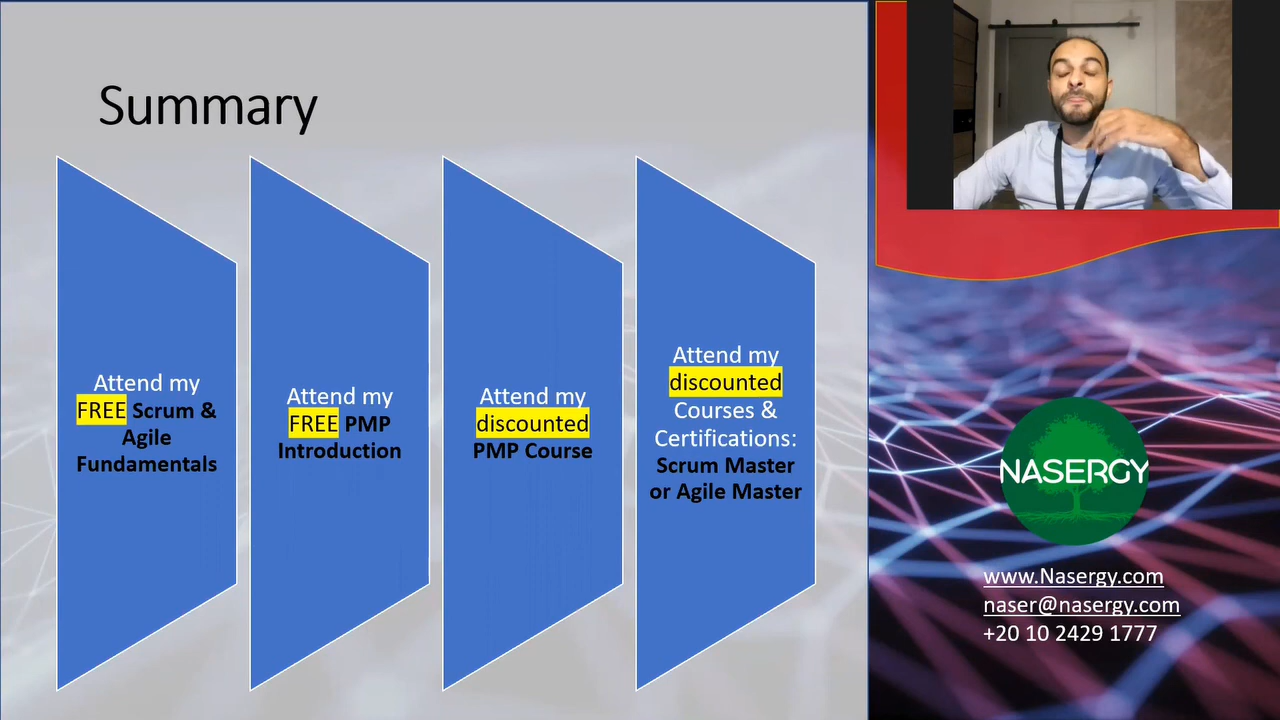 Summary
Attend my
FREE Scrum &
Agile
Fundamentals
Attend my
FREE PMP
Introduction
Attend my
discounted
PMP Course
Attend my
discounted
Courses &
Certifications:
Scrum Master
or Agile Master
NASERGY
www.Nasergy.com
naser@nasergy.com
+20 10 2429 1777